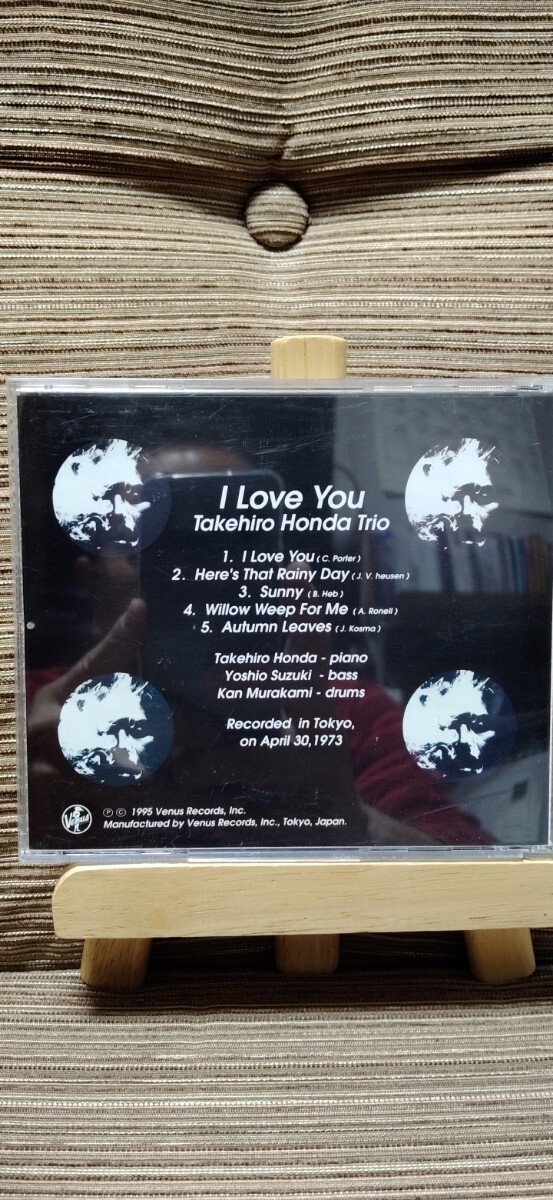 I Love You
Takehiro Honda Trio
1. I Love You ( C. Porter )
2. Here's That Rainy Day ( J. V. heusen )
3. Sunny ( B. Heb )
4. Willow Weep For Me ( A. Ronell )
5. Autumn Leaves ( J. Kosma )
Takehiro Honda - piano
Yoshio Suzuki - bass
Kan Murakami - drums
Recorded in Tokyo,
on April 30,1973
Venus
Ⓟ © 1995 Venus Records, Inc.
Manufactured by Venus Records, Inc., Tokyo, Japan.